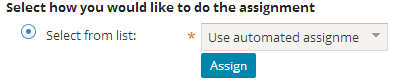 Select how you would like to do the assignment
Select from list: * Use automated assignme
Assign